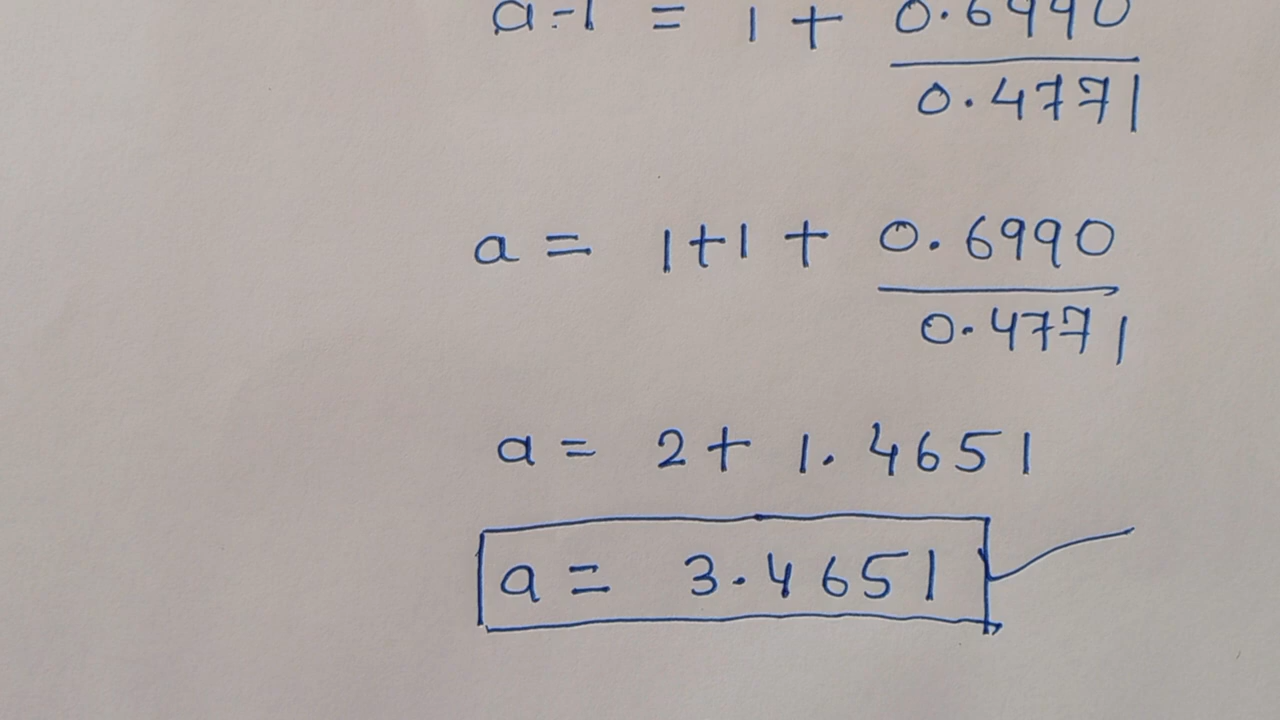 a-1 = 1 + 0.6990
0.4771
a = 1+1 + 0.6990
0.4771
a = 2 + 1.4651
a = 3.4651